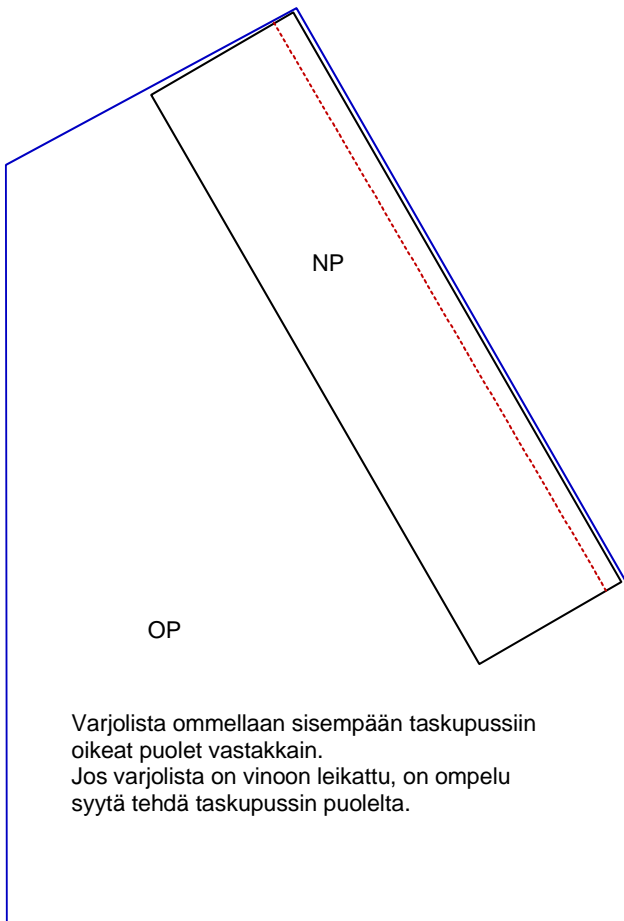 NP
OP
Varjolista ommellaan sisempään taskupussiin
oikeat puolet vastakkain.
Jos varjolista on vinoon leikattu, on ompelu
syytä tehdä taskupussin puolelta.